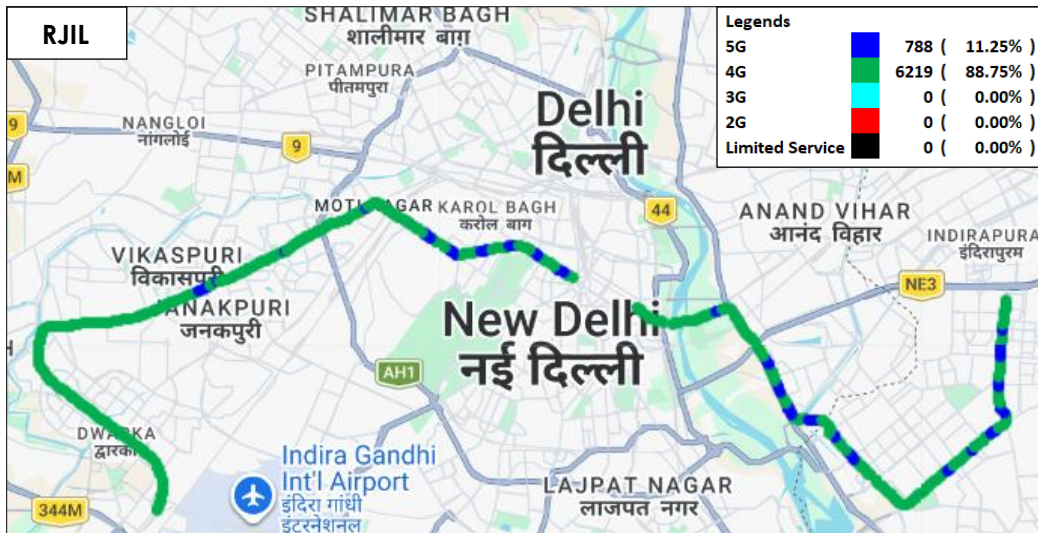 RJIL
Legends
5G 788 ( 11.25% )
4G 6219 ( 88.75% )
3G 0 ( 0.00% )
2G 0 ( 0.00% )
Limited Service 0 ( 0.00% )
SHALIMAR BAGH
शालीमार बाग़
PITAMPURA
पीतमपुरा
NANGLOI
नांगलोई
9
9
M
Delhi
दिल्ली
MOTI NAGAR
KAROL BAGH
करोल बाग
44
ANAND VIHAR
आनंद विहार
INDIRAPURA
इंदिरापुरम
VIKASPURI
विकासपुरी
JANAKPURI
जनकपुरी
NE3
New Delhi
नई दिल्ली
H
AH1
DWARKA
द्वारका
Indira Gandhi
Int'l Airport
इंदिरा गांधी
इंटरनेशनल
LAJPAT NAGAR
लाजपत नगर
344M